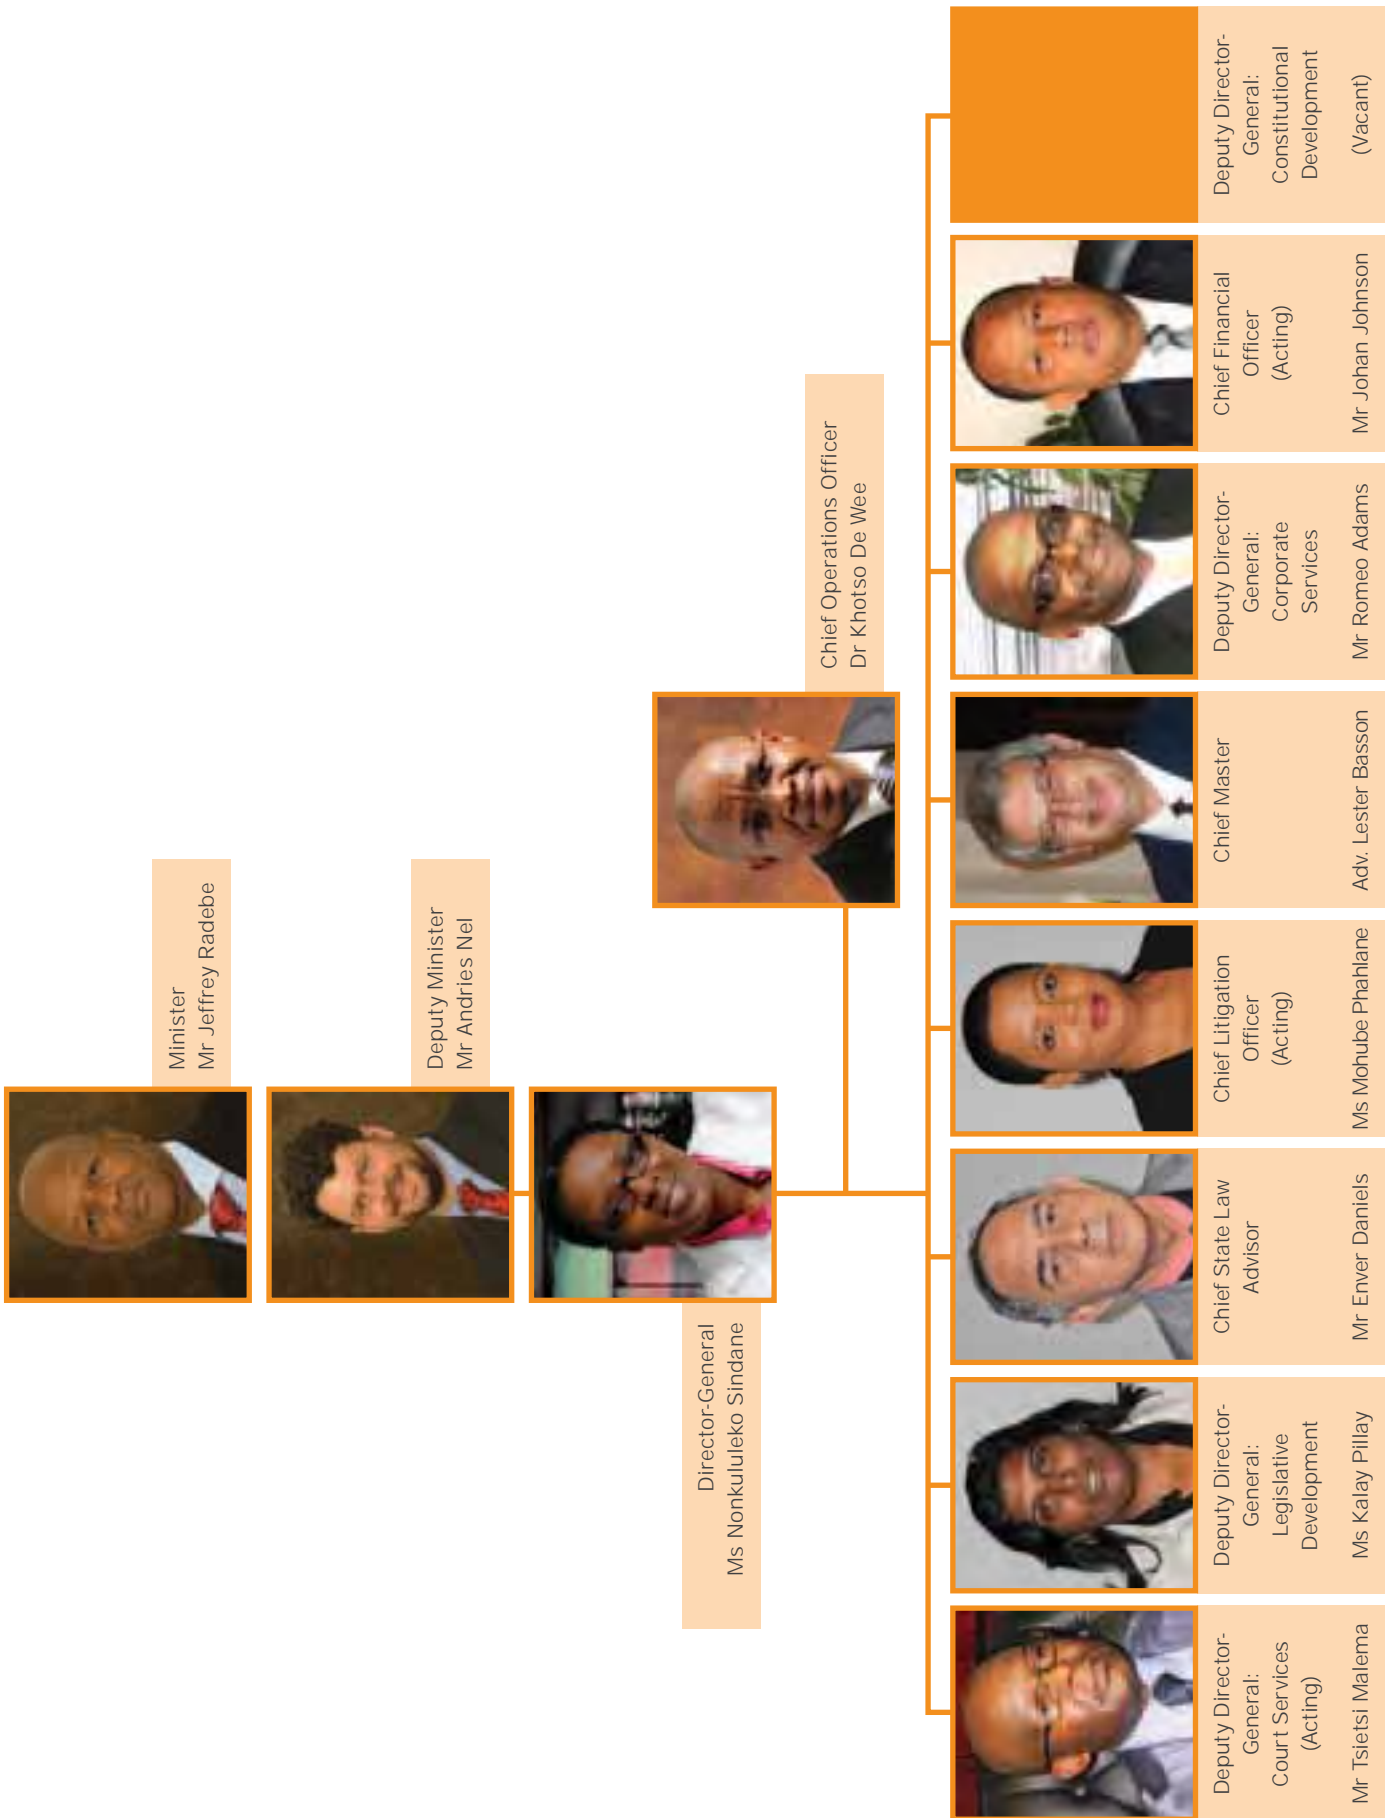 Minister
Mr Jeffrey Radebe
Deputy Minister
Mr Andries Nel
Director-General
Ms Nonkululeko Sindane
Chief Operations Officer
Dr Khotso De Wee
Deputy Director-
General:
Court Services
(Acting)
Mr Tsietsi Malema
Deputy Director-
General:
Legislative
Development
Ms Kalay Pillay
Chief State Law
Advisor
Mr Enver Daniels
Chief Litigation
Officer
(Acting)
Ms Mohube Phahlane
Chief Master
Adv. Lester Basson
Deputy Director-
General:
Corporate
Services
Mr Romeo Adams
Chief Financial
Officer
(Acting)
Mr Johan Johnson
Deputy Director-
General:
Constitutional
Development
(Vacant)